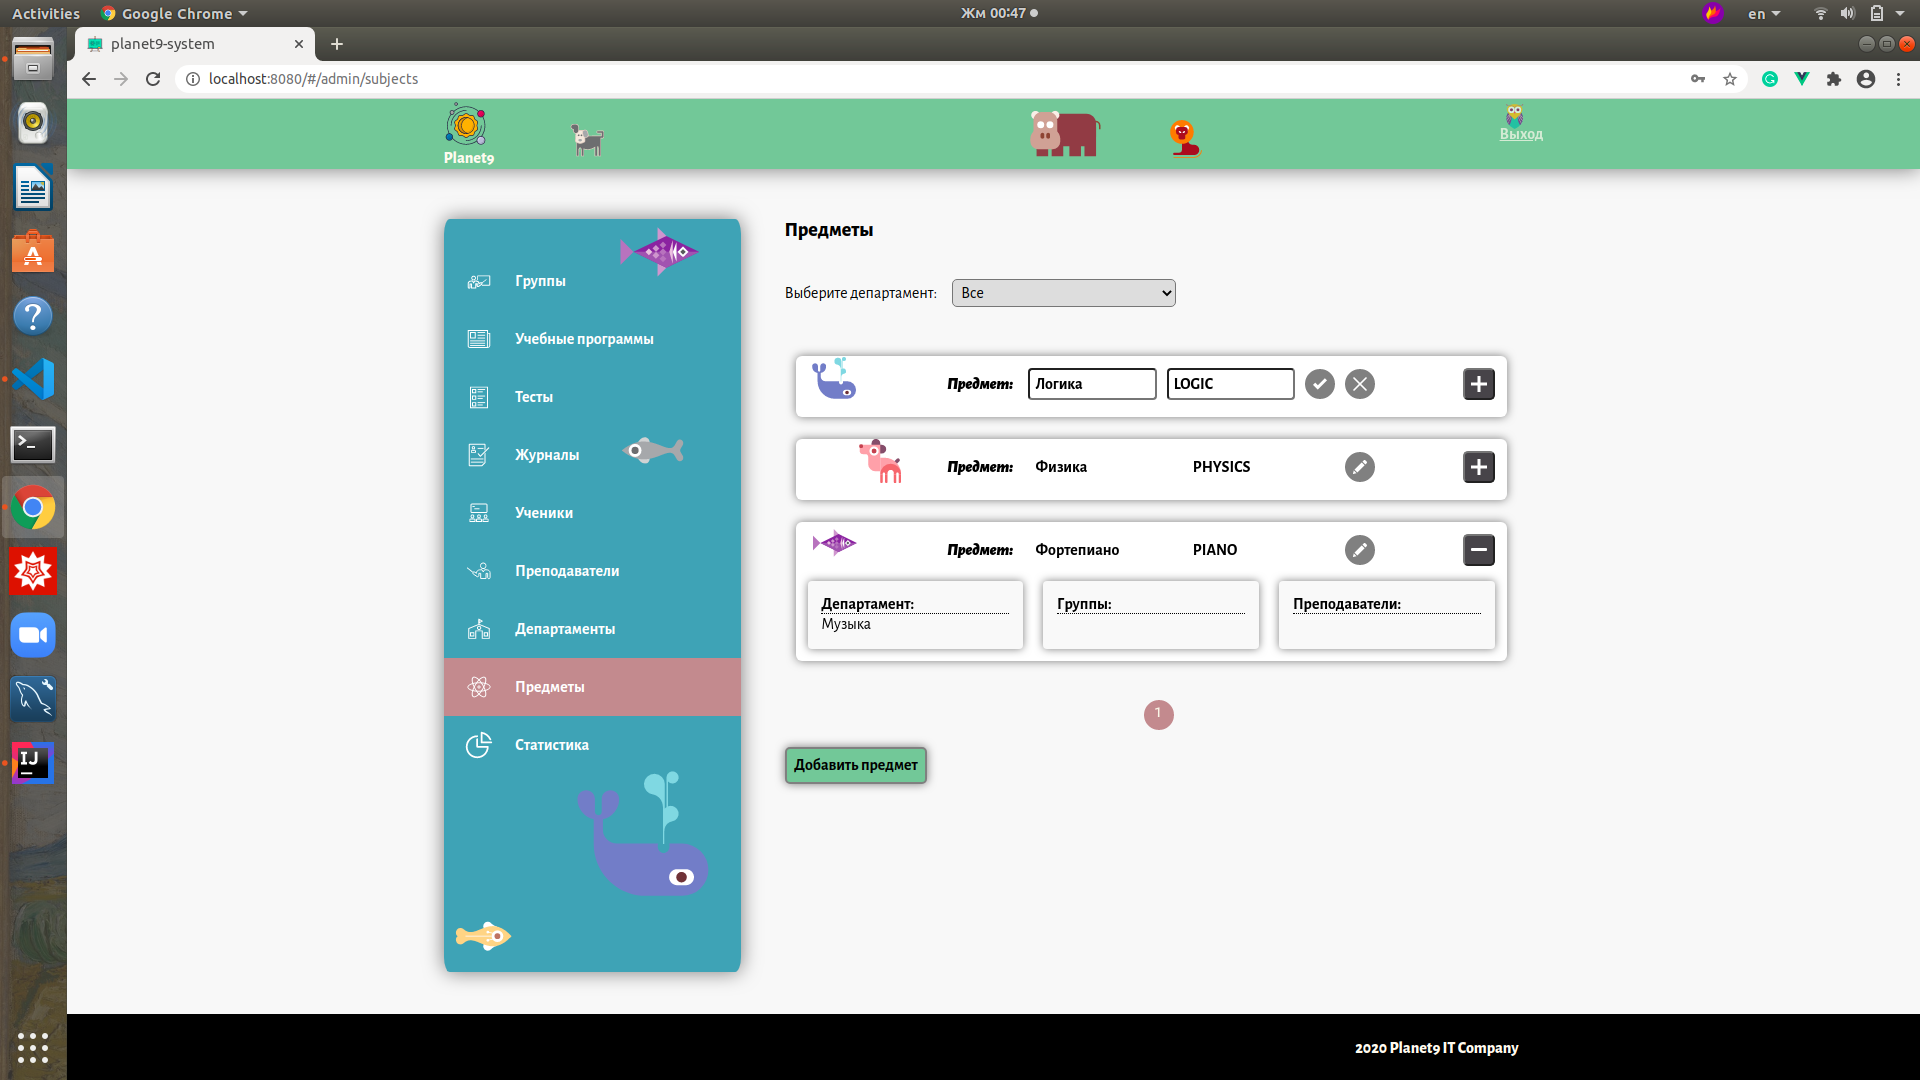 Activities
Google Chrome
Жм 00:47
en
planet9-system
localhost:8080/#/admin/subjects
Planet9
Выход
Группы
Учебные программы
Тесты
Журналы
Ученики
Преподаватели
Департаменты
Предметы
Статистика
Предметы
Выберите департамент: Все
Предмет: Логика LOGIC
Предмет: Физика PHYSICS
Предмет: Фортепиано PIANO
Департамент:
Музыка
Группы:
Преподаватели:
1
Добавить предмет
2020 Planet9 IT Company
IJ